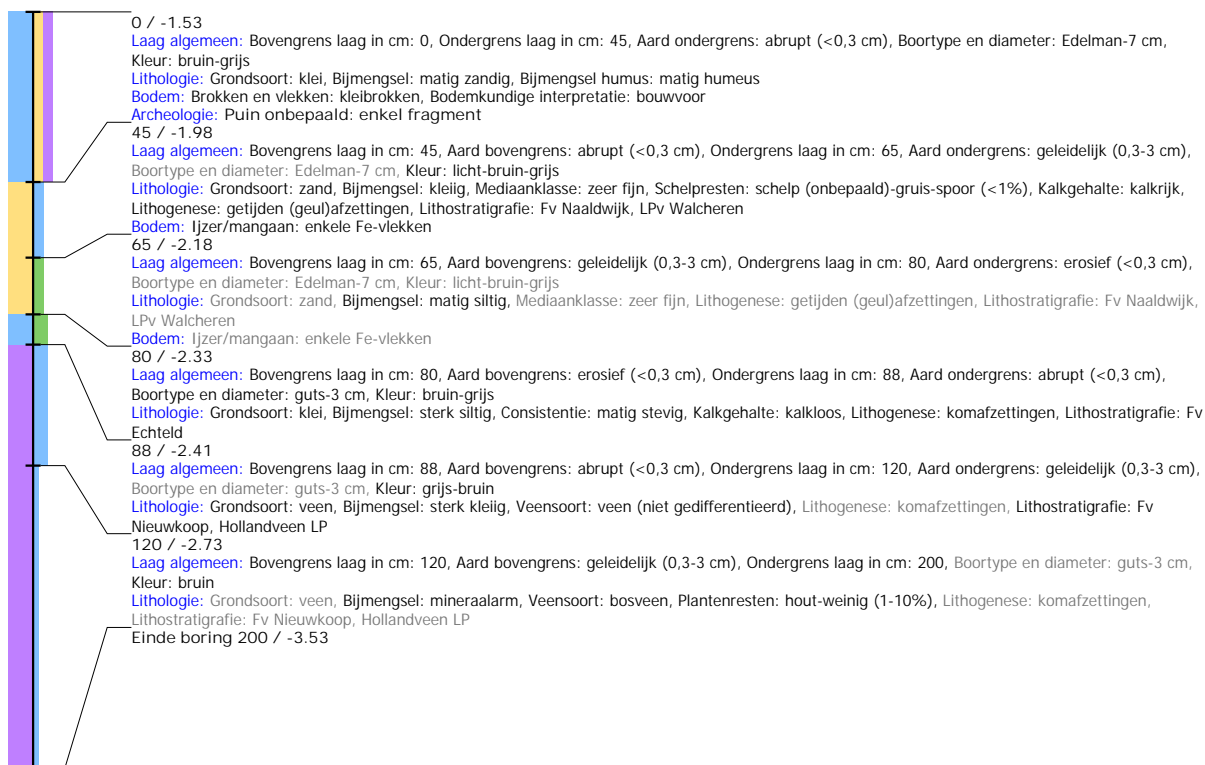 0 / -1.53
Laag algemeen: Bovengrens laag in cm: 0, Ondergrens laag in cm: 45, Aard ondergrens: abrupt (<0,3 cm), Boortype en diameter: Edelman-7 cm,
Kleur: bruin-grijs
Lithologie: Grondsoort: klei, Bijmengsel: matig zandig, Bijmengsel humus: matig humeus
Bodem: Brokken en vlekken: kleibrokken, Bodemkundige interpretatie: bouwvoor
Archeologie: Puin onbepaald: enkel fragment
45 / -1.98
Laag algemeen: Bovengrens laag in cm: 45, Aard bovengrens: abrupt (<0,3 cm), Ondergrens laag in cm: 65, Aard ondergrens: geleidelijk (0,3-3 cm),
Boortype en diameter: Edelman-7 cm, Kleur: licht-bruin-grijs
Lithologie: Grondsoort: zand, Bijmengsel: kleiig, Mediaanklasse: zeer fijn, Schelpresten: schelp (onbepaald)-gruis-spoor (<1%), Kalkgehalte: kalkrijk,
Lithogenese: getijden (geul)afzettingen, Lithostratigrafie: Fv Naaldwijk, LPv Walcheren
Bodem: Ijzer/mangaan: enkele Fe-vlekken
65 / -2.18
Laag algemeen: Bovengrens laag in cm: 65, Aard bovengrens: geleidelijk (0,3-3 cm), Ondergrens laag in cm: 80, Aard ondergrens: erosief (<0,3 cm),
Boortype en diameter: Edelman-7 cm, Kleur: licht-bruin-grijs
Lithologie: Grondsoort: zand, Bijmengsel: matig siltig, Mediaanklasse: zeer fijn, Lithogenese: getijden (geul)afzettingen, Lithostratigrafie: Fv Naaldwijk,
LPv Walcheren
Bodem: Ijzer/mangaan: enkele Fe-vlekken
80 / -2.33
Laag algemeen: Bovengrens laag in cm: 80, Aard bovengrens: erosief (<0,3 cm), Ondergrens laag in cm: 88, Aard ondergrens: abrupt (<0,3 cm),
Boortype en diameter: guts-3 cm, Kleur: bruin-grijs
Lithologie: Grondsoort: klei, Bijmengsel: sterk siltig, Consistentie: matig stevig, Kalkgehalte: kalkloos, Lithogenese: komafzettingen, Lithostratigrafie: Fv
Echteld
88 / -2.41
Laag algemeen: Bovengrens laag in cm: 88, Aard bovengrens: abrupt (<0,3 cm), Ondergrens laag in cm: 120, Aard ondergrens: geleidelijk (0,3-3 cm),
Boortype en diameter: guts-3 cm, Kleur: grijs-bruin
Lithologie: Grondsoort: veen, Bijmengsel: sterk kleiig, Veensoort: veen (niet gedifferentieerd), Lithogenese: komafzettingen, Lithostratigrafie: Fv
Nieuwkoop, Hollandveen LP
120 / -2.73
Laag algemeen: Bovengrens laag in cm: 120, Aard bovengrens: geleidelijk (0,3-3 cm), Ondergrens laag in cm: 200, Boortype en diameter: guts-3 cm,
Kleur: bruin
Lithologie: Grondsoort: veen, Bijmengsel: mineraalarm, Veensoort: bosveen, Plantenresten: hout-weinig (1-10%), Lithogenese: komafzettingen,
Lithostratigrafie: Fv Nieuwkoop, Hollandveen LP
Einde boring 200 / -3.53